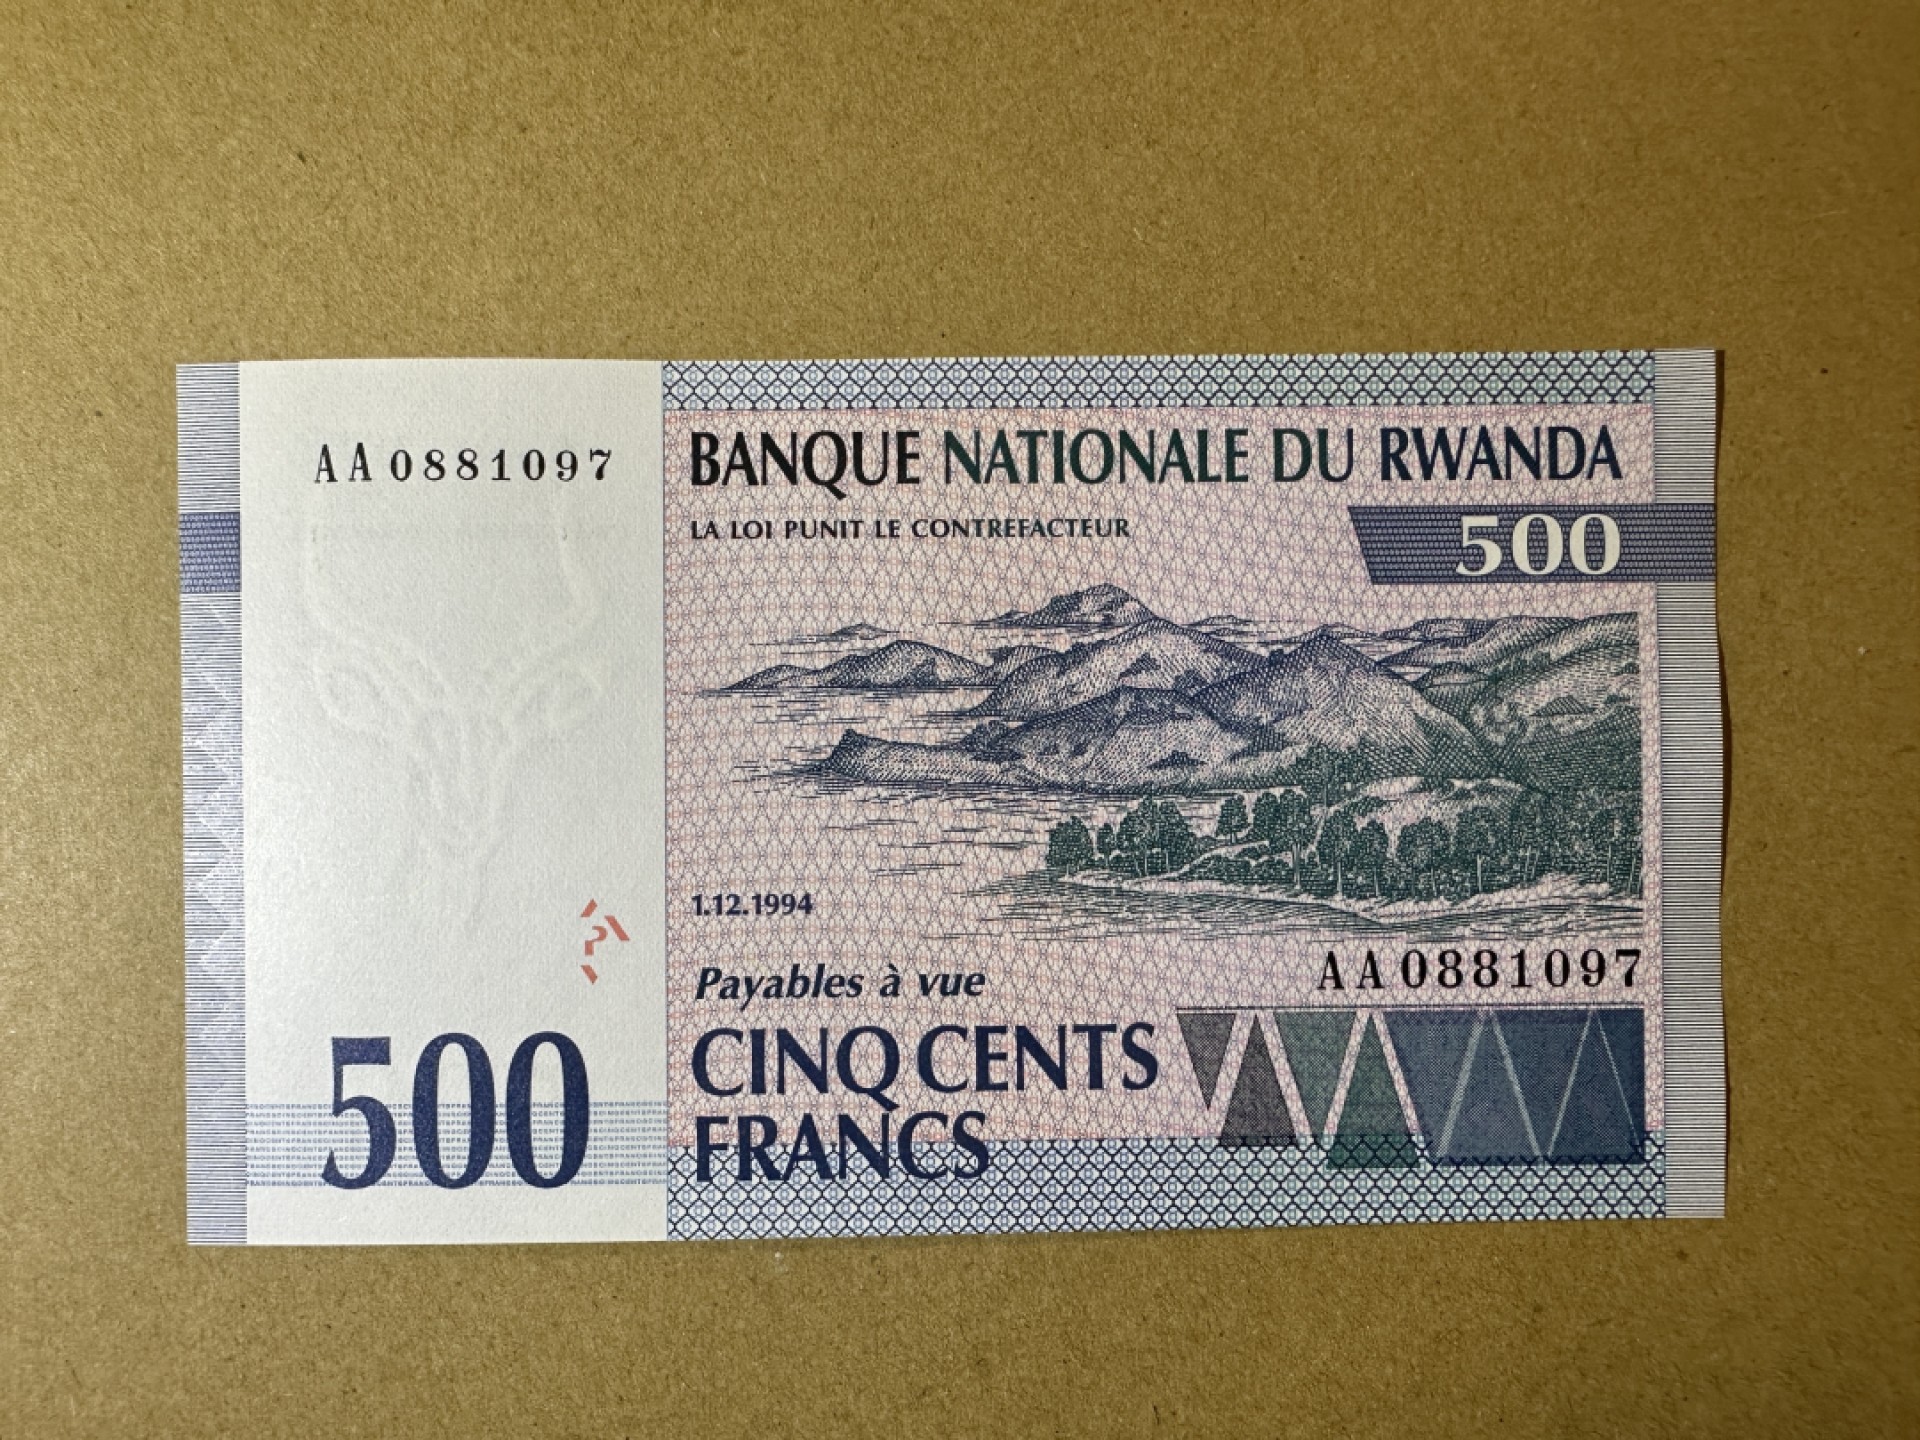 AA0881097
BANQUE NATIONALE DU RWANDA
LA LOI PUNIT LE CONTREFACTEUR
500
1.12.1994
Payables à vue
AA0881097
CINQ CENTS
FRANCS
500